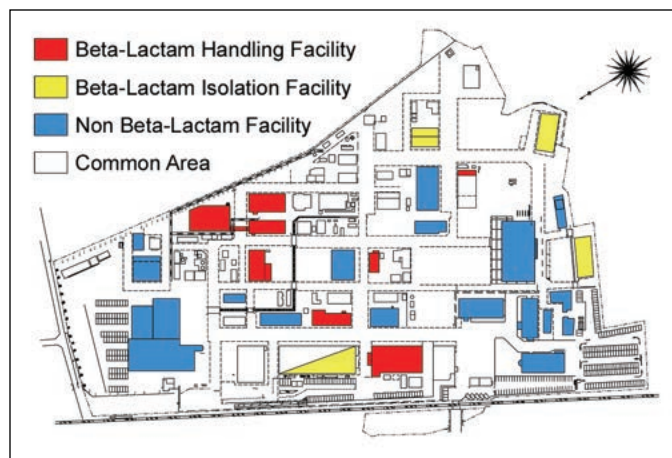 Beta-Lactam Handling Facility
Beta-Lactam Isolation Facility
Non Beta-Lactam Facility
Common Area